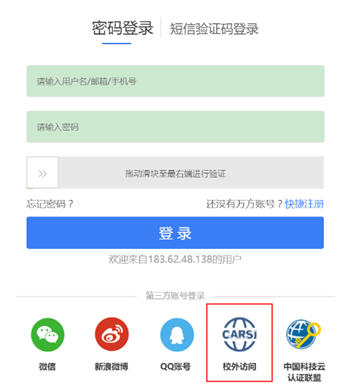 密码登录 短信验证码登录
请输入用户名/邮箱/手机号
请输入密码
>> 拖动滑块至最右端进行验证
忘记密码？ 还没有万方账号？快捷注册
登 录
欢迎来自183.62.48.138的用户
第三方账号登录
CARSI
微信 新浪微博 QQ账号 校外访问 中国科技云
认证联盟